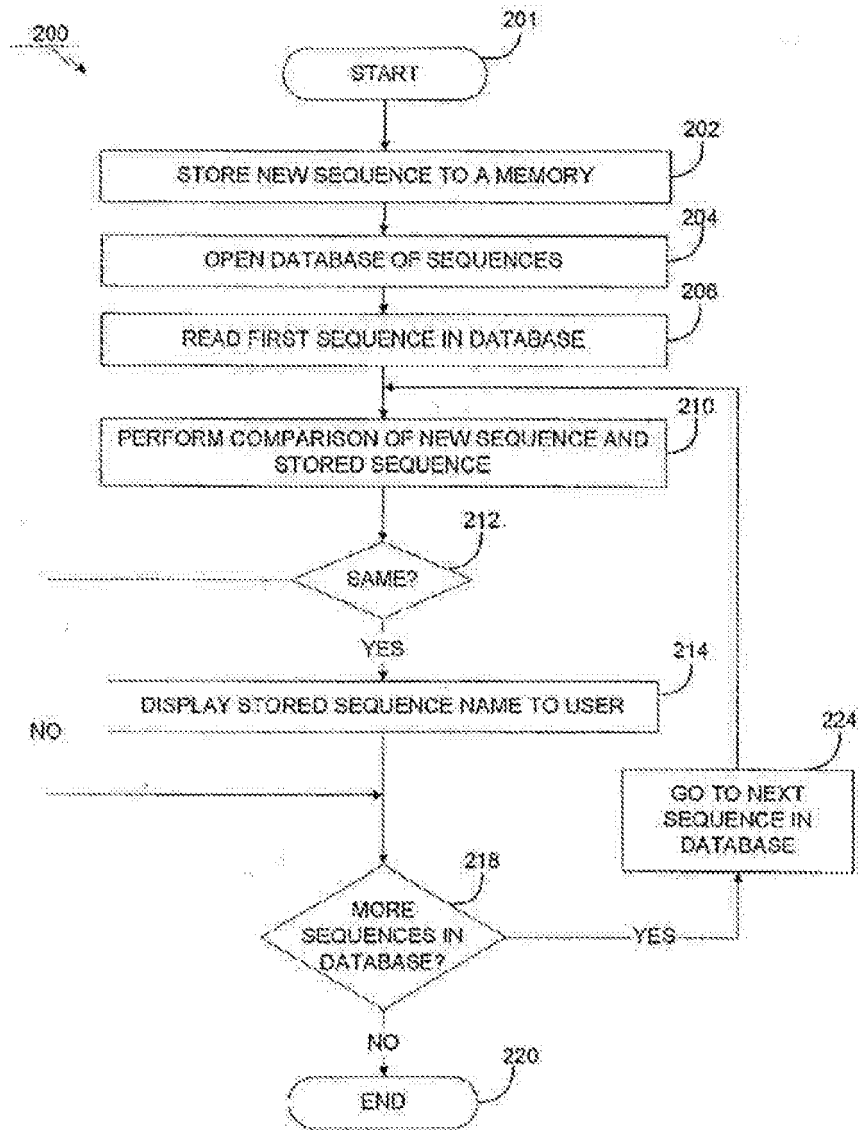 200
201
START
202
STORE NEW SEQUENCE TO A MEMORY
204
OPEN DATABASE OF SEQUENCES
206
READ FIRST SEQUENCE IN DATABASE
210
PERFORM COMPARISON OF NEW SEQUENCE AND
STORED SEQUENCE
212
SAME?
YES
214
DISPLAY STORED SEQUENCE NAME TO USER
NO
224
GO TO NEXT
SEQUENCE IN
DATABASE
218
MORE
SEQUENCES IN
DATABASE?
YES
NO
220
END